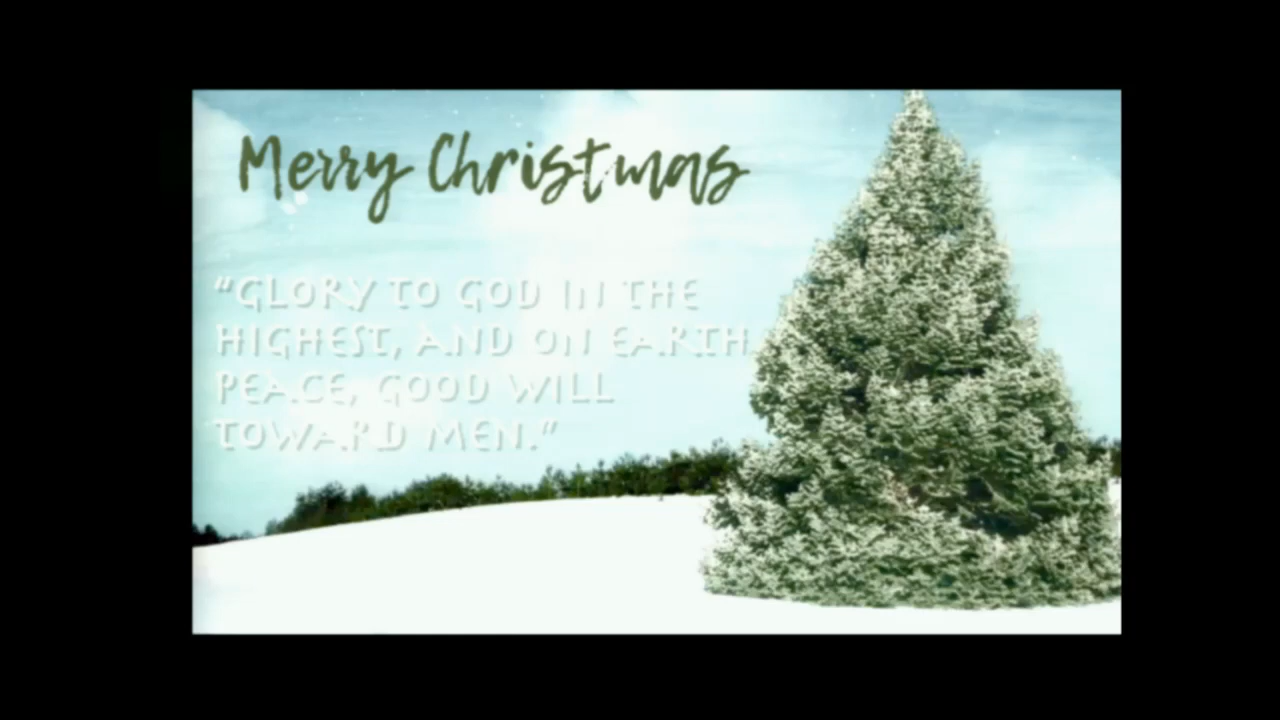 Merry Christmas
"GLORY TO GOD IN THE
HIGHEST, AND ON EARTH
PEACE, GOOD WILL
TOWARD MEN."